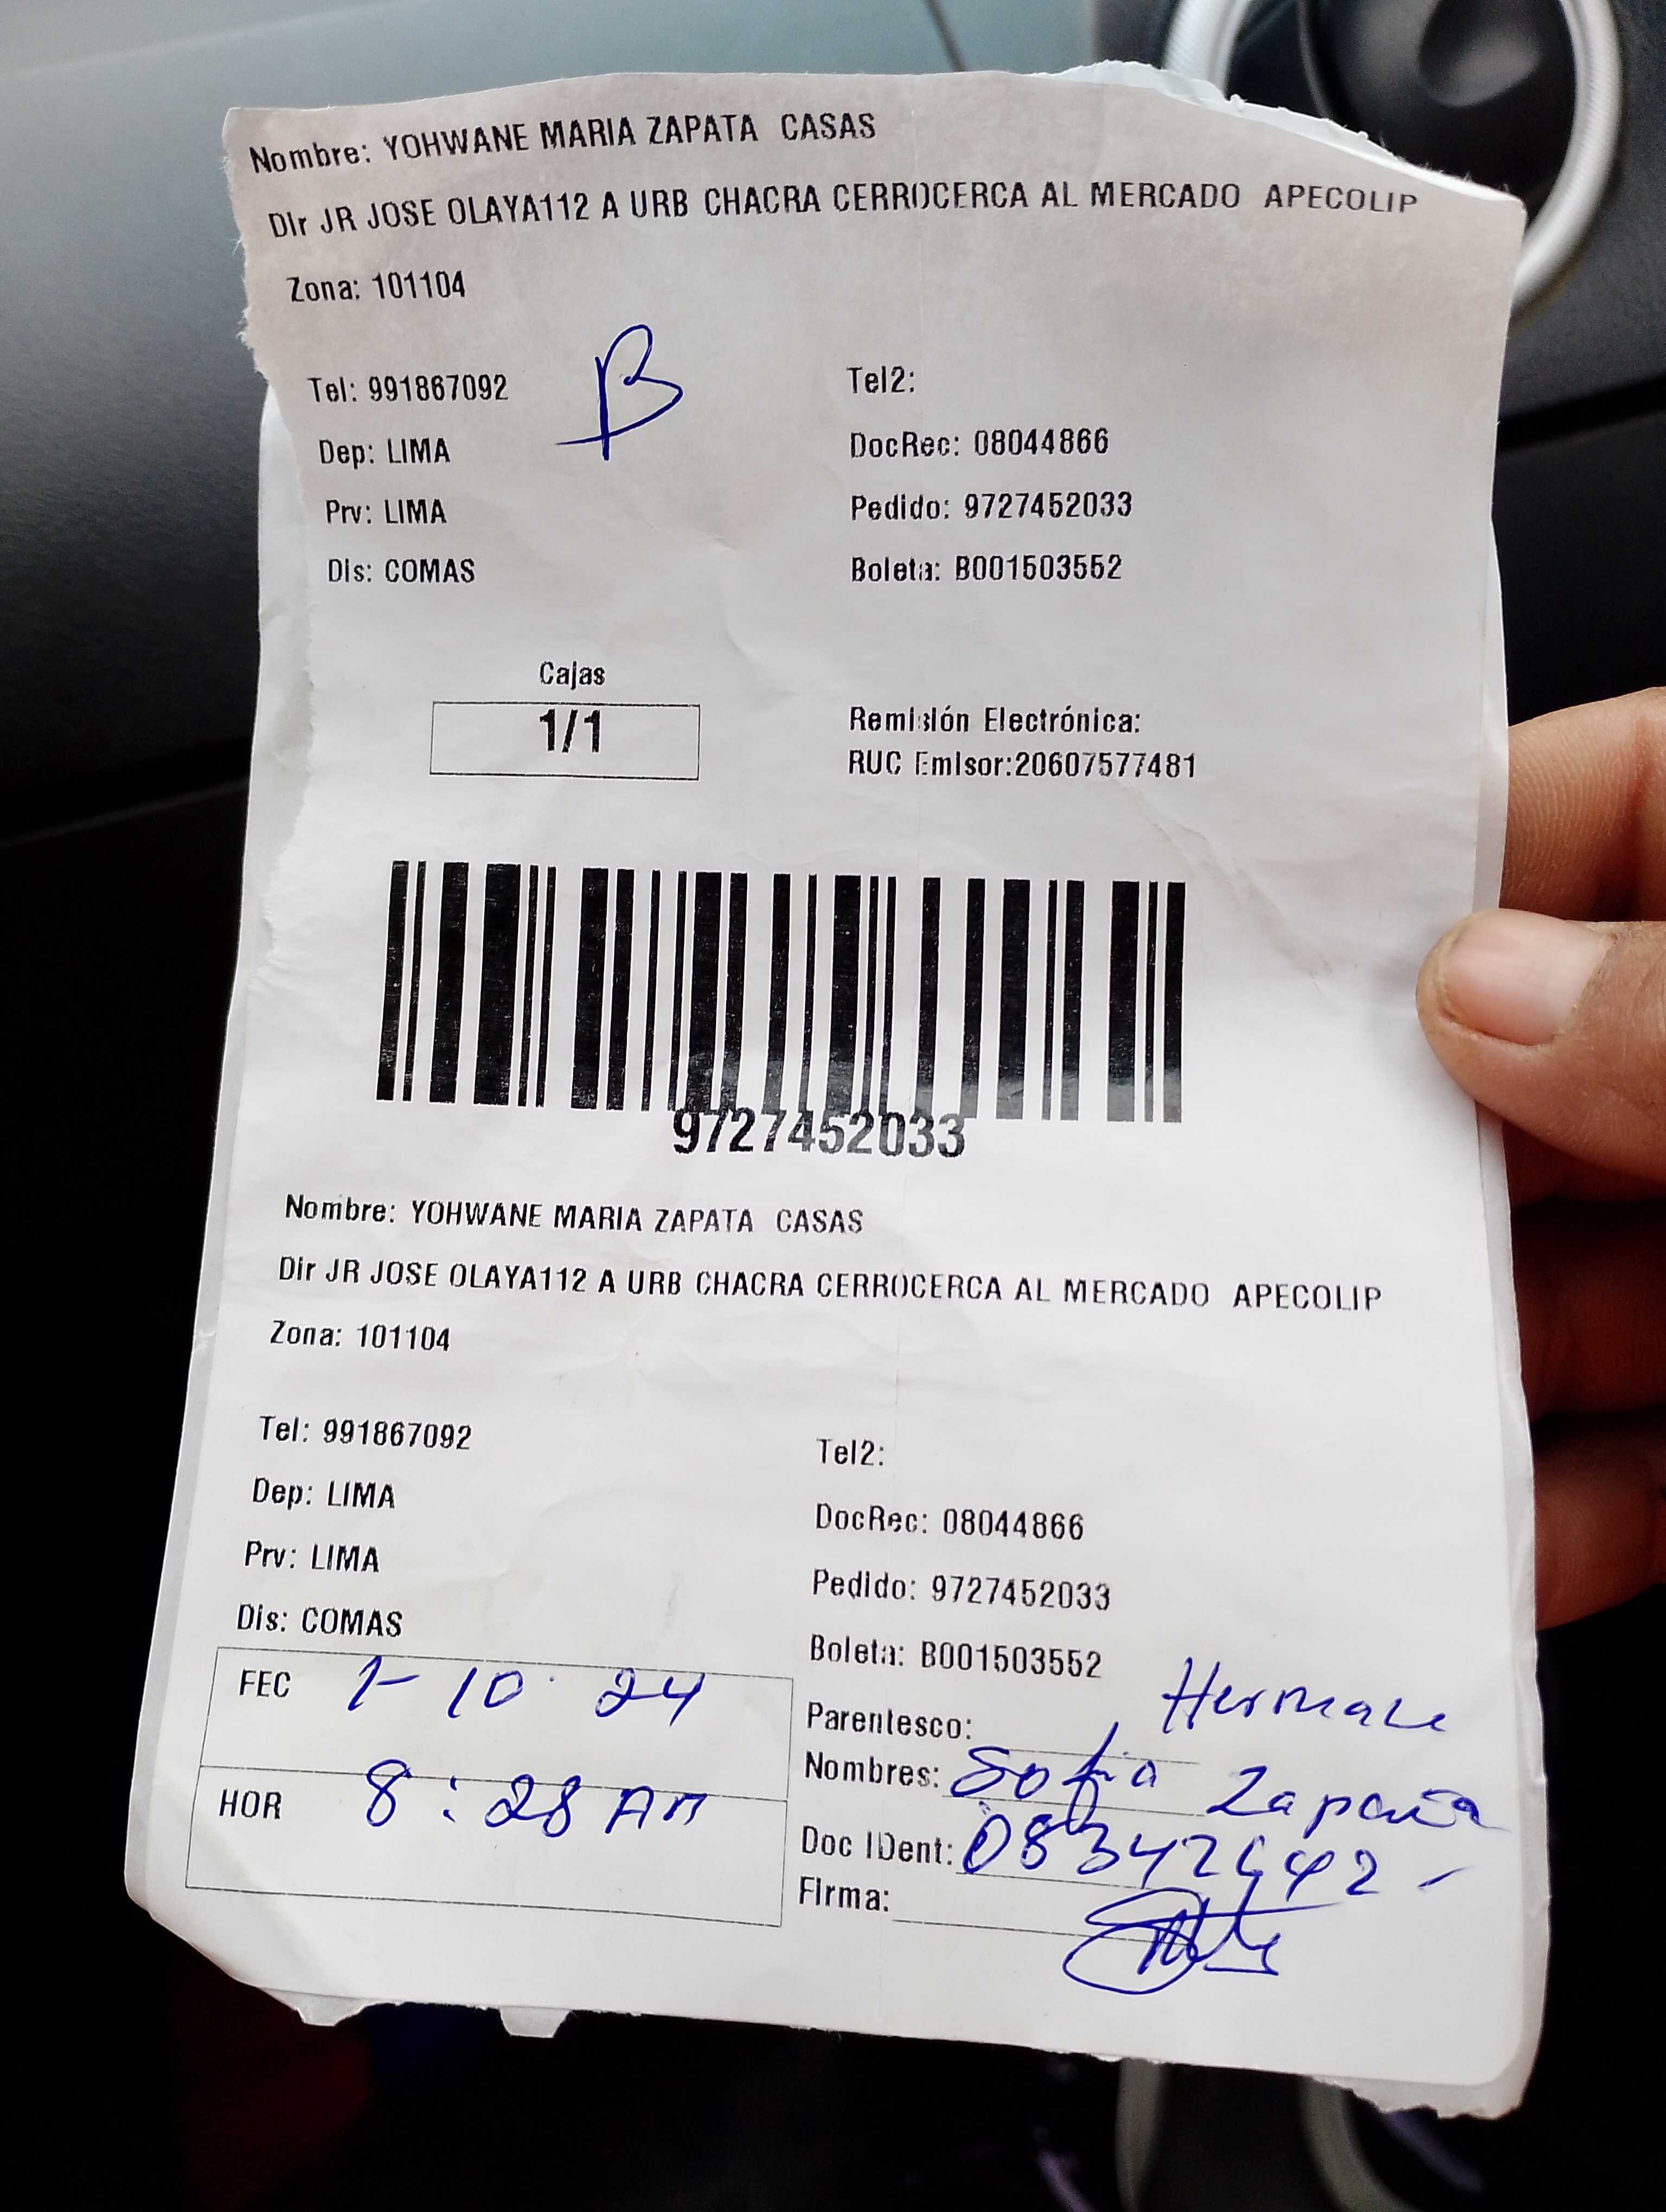 Nombre: YOHWANE MARIA ZAPATA CASAS
Dir JR JOSE OLAYA112 A URB CHACRA CERROCERCA AL MERCADO APECOLIP
Zona: 101104
B
Tel: 991867092 Tel2:
Dep: LIMA DocRec: 08044866
Prv: LIMA Pedido: 9727452033
Dis: COMAS Boleta: B001503552
Cajas
1/1
Remisión Electrónica:
RUC Emisor:20607577481
9727452033
Nombre: YOHWANE MARIA ZAPATA CASAS
Dir JR JOSE OLAYA112 A URB CHACRA CERROCERCA AL MERCADO APECOLIP
Zona: 101104
Tel: 991867092 Tel2:
Dep: LIMA DocRec: 08044866
Prv: LIMA Pedido: 9727452033
Dis: COMAS Boleta: B001503552
FEC 1-10-24
HOR 8:28 AM
Parentesco: Hermana
Nombres: Sofia
Doc IDent:
Firma: